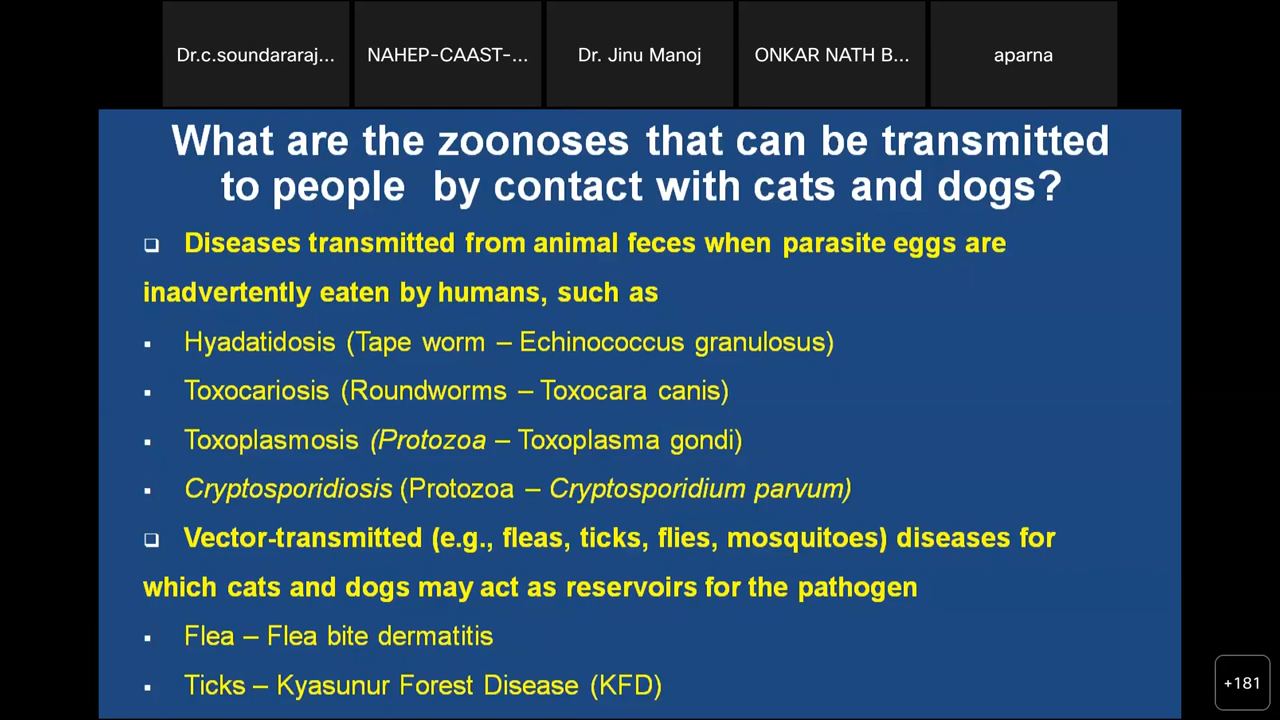 Dr.c.soundararaj...
NAHEP-CAAST-...
Dr. Jinu Manoj
ONKAR NATH B...
aparna
What are the zoonoses that can be transmitted
to people by contact with cats and dogs?
Diseases transmitted from animal feces when parasite eggs are
inadvertently eaten by humans, such as
Hyadatidosis (Tape worm – Echinococcus granulosus)
Toxocariosis (Roundworms – Toxocara canis)
Toxoplasmosis (Protozoa – Toxoplasma gondi)
Cryptosporidiosis (Protozoa – Cryptosporidium parvum)
Vector-transmitted (e.g., fleas, ticks, flies, mosquitoes) diseases for
which cats and dogs may act as reservoirs for the pathogen
Flea – Flea bite dermatitis
Ticks – Kyasunur Forest Disease (KFD)
+181